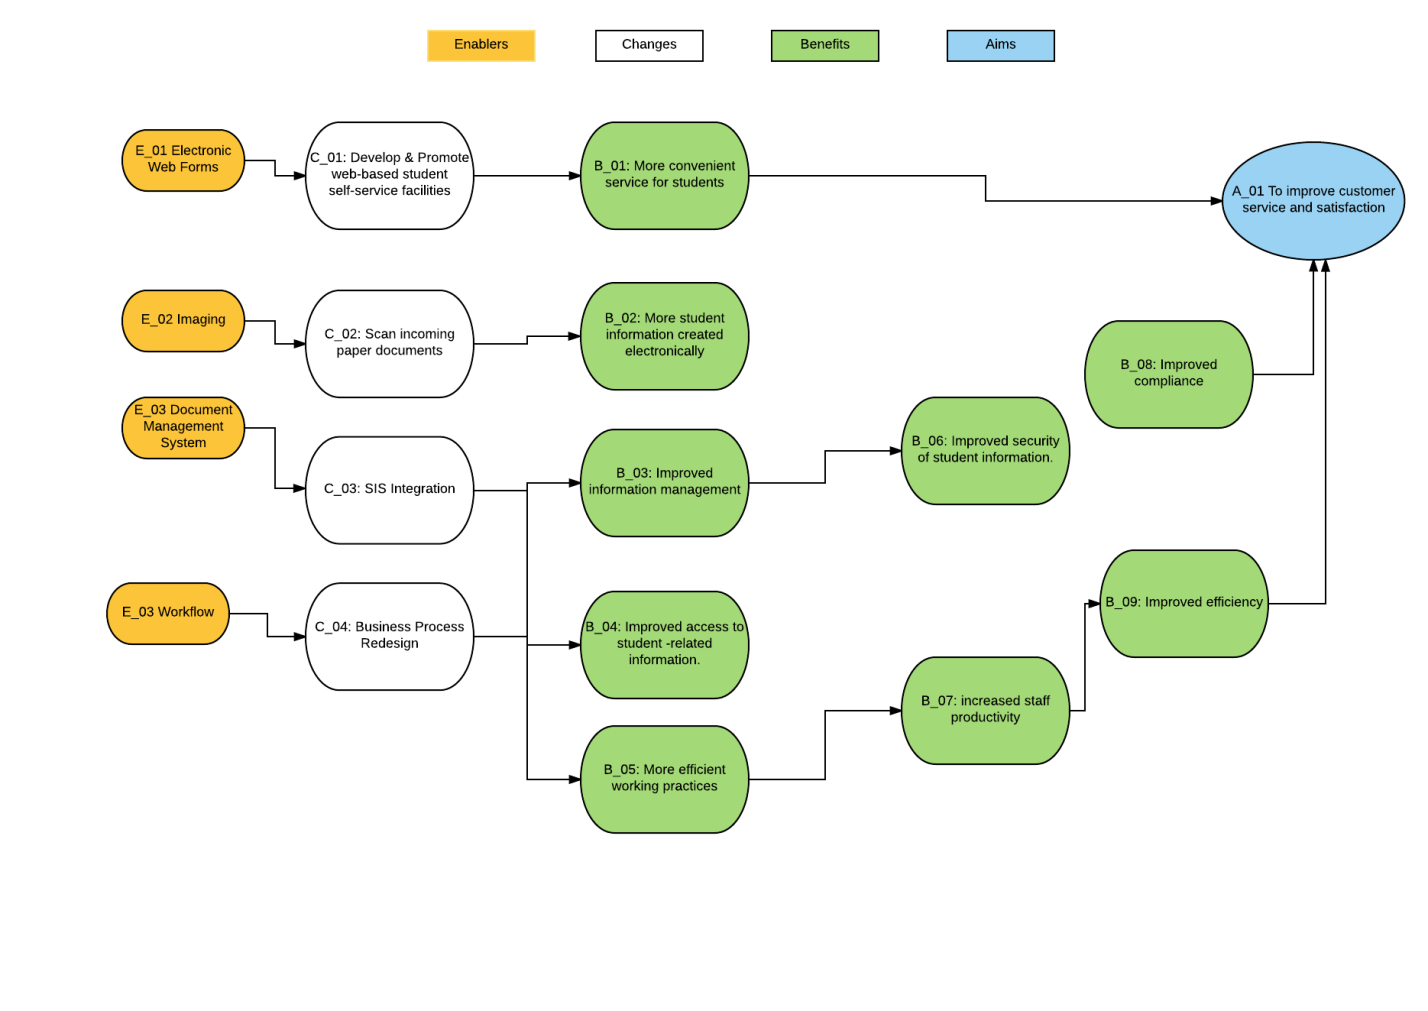 Enablers
Changes
Benefits
Aims
E_01 Electronic
Web Forms
C_01: Develop & Promote
web-based student
self-service facilities
B_01: More convenient
service for students
A_01 To improve customer
service and satisfaction
E_02 Imaging
C_02: Scan incoming
paper documents
B_02: More student
information created
electronically
B_08: Improved
compliance
E_03 Document
Management
System
C_03: SIS Integration
B_03: Improved
information management
B_06: Improved security
of student information.
E_03 Workflow
C_04: Business Process
Redesign
B_04: Improved access to
student -related
information.
B_09: Improved efficiency
B_07: increased staff
productivity
B_05: More efficient
working practices